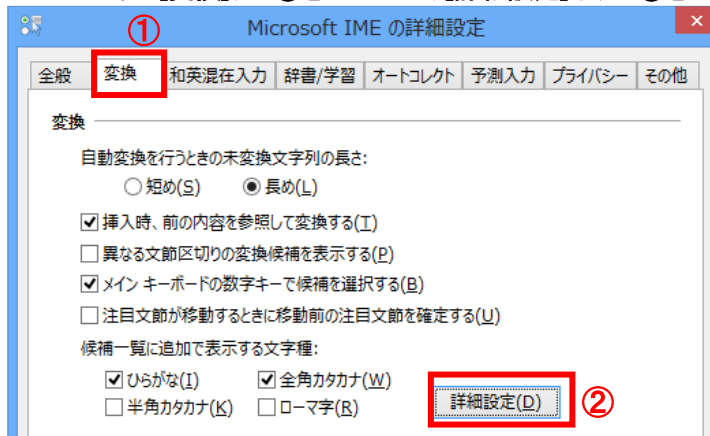 ①
Microsoft IME の詳細設定
全般 変換 和英混在入力 辞書/学習 オートコレクト 予測入力 プライバシー その他
変換
自動変換を行うときの未変換文字列の長さ:
短め(S) 長め(L)
挿入時、前の内容を参照して変換する(T)
異なる文節区切りの変換候補を表示する(P)
メイン キーボードの数字キーで候補を選択する(B)
注目文節が移動するときに移動前の注目文節を確定する(U)
候補一覧に追加で表示する文字種:
ひらがな(I) 全角カタカナ(W)
半角カタカナ(K) ローマ字(R)
詳細設定(D) ②